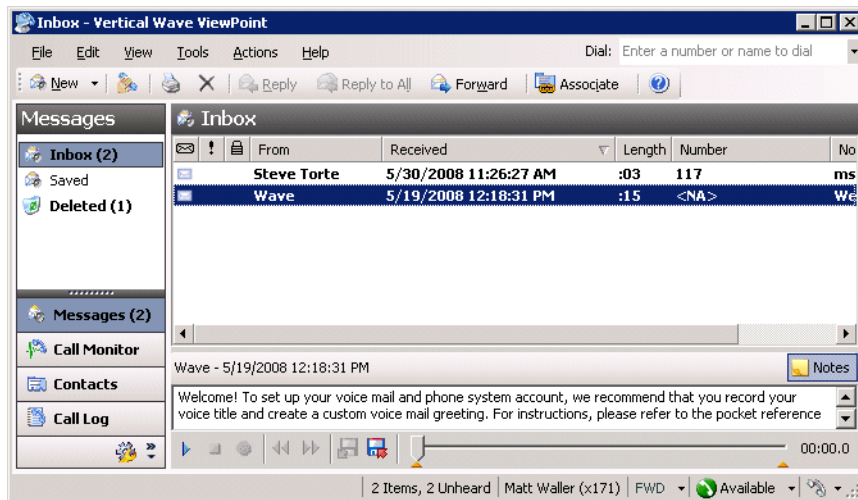 Inbox - Vertical Wave ViewPoint
File Edit View Tools Actions Help Dial: Enter a number or name to dial
New Reply Reply to All Forward Associate
Messages
Inbox (2)
Saved
Deleted (1)
Messages (2)
Call Monitor
Contacts
Call Log
Inbox
! From Received Length Number No
Steve Torte 5/30/2008 11:26:27 AM :03 117 ms
Wave 5/19/2008 12:18:31 PM :15 <NA> We
Wave - 5/19/2008 12:18:31 PM Notes
Welcome! To set up your voice mail and phone system account, we recommend that you record your
voice title and create a custom voice mail greeting. For instructions, please refer to the pocket reference
00:00.0
2 Items, 2 Unheard Matt Waller (x171) FWD Available